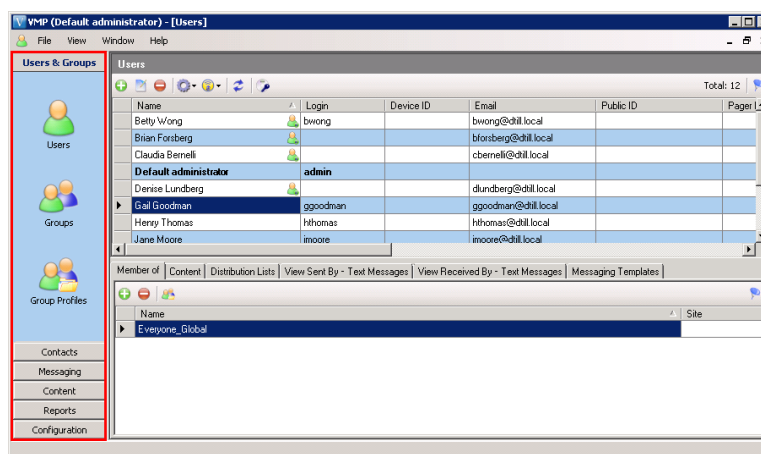 VMP (Default administrator) - [Users]
File View Window Help
Users & Groups
Users
Groups
Group Profiles
Contacts
Messaging
Content
Reports
Configuration
Users
Total: 12
Name Login Device ID Email Public ID Pager
Betty Wong bwong bwong@dtill.local
Brian Forsberg bforsberg@dtill.local
Claudia Bernelli cbernelli@dtill.local
Default administrator admin
Denise Lundberg dlundberg@dtill.local
Gail Goodman ggoodman ggoodman@dtill.local
Henry Thomas hthomas hthomas@dtill.local
Jane Moore jmoore jmoore@dtill.local
Member of Content Distribution Lists View Sent By - Text Messages View Received By - Text Messages Messaging Templates
Name Site
Everyone_Global